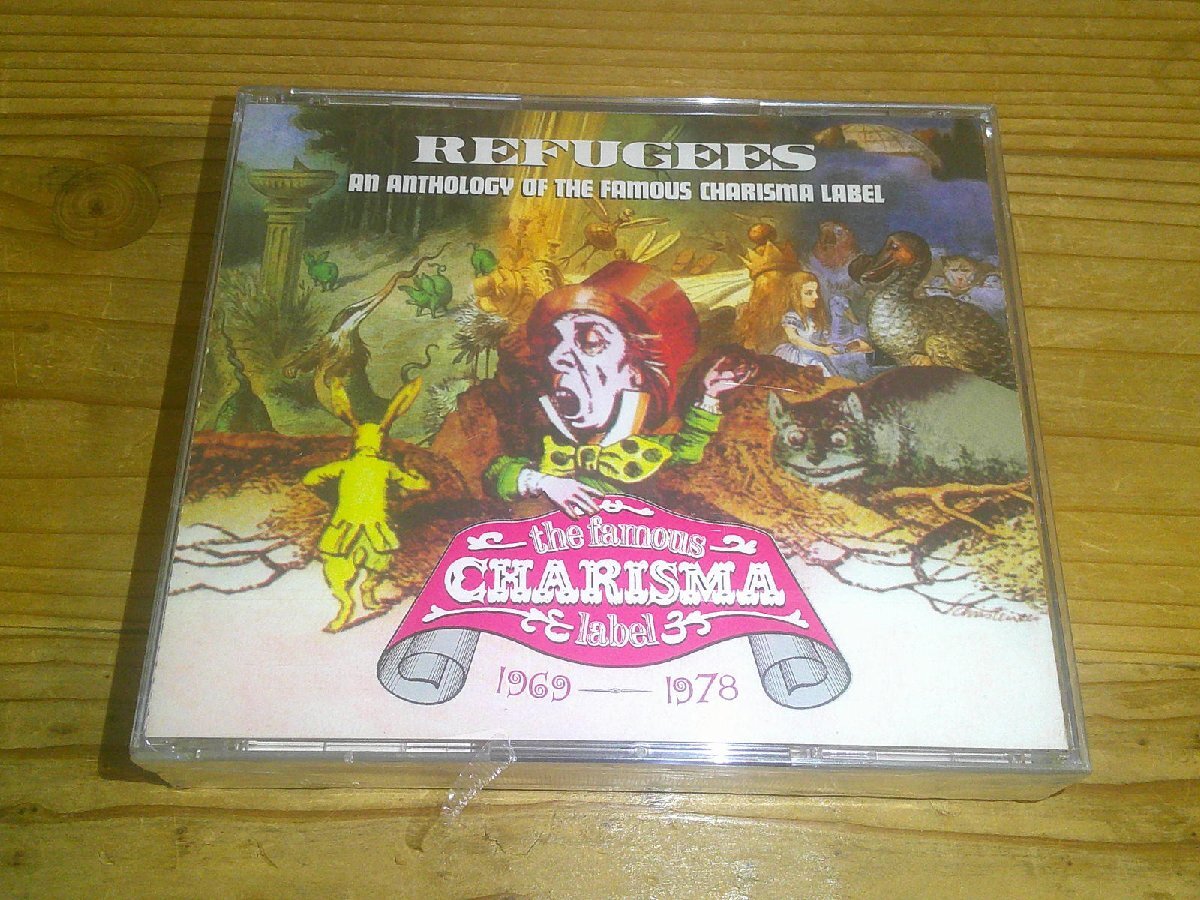 REFUGEES
AN ANTHOLOGY OF THE FAMOUS CHARISMA LABEL
the famous
CHARISMA
label
1969 — 1978